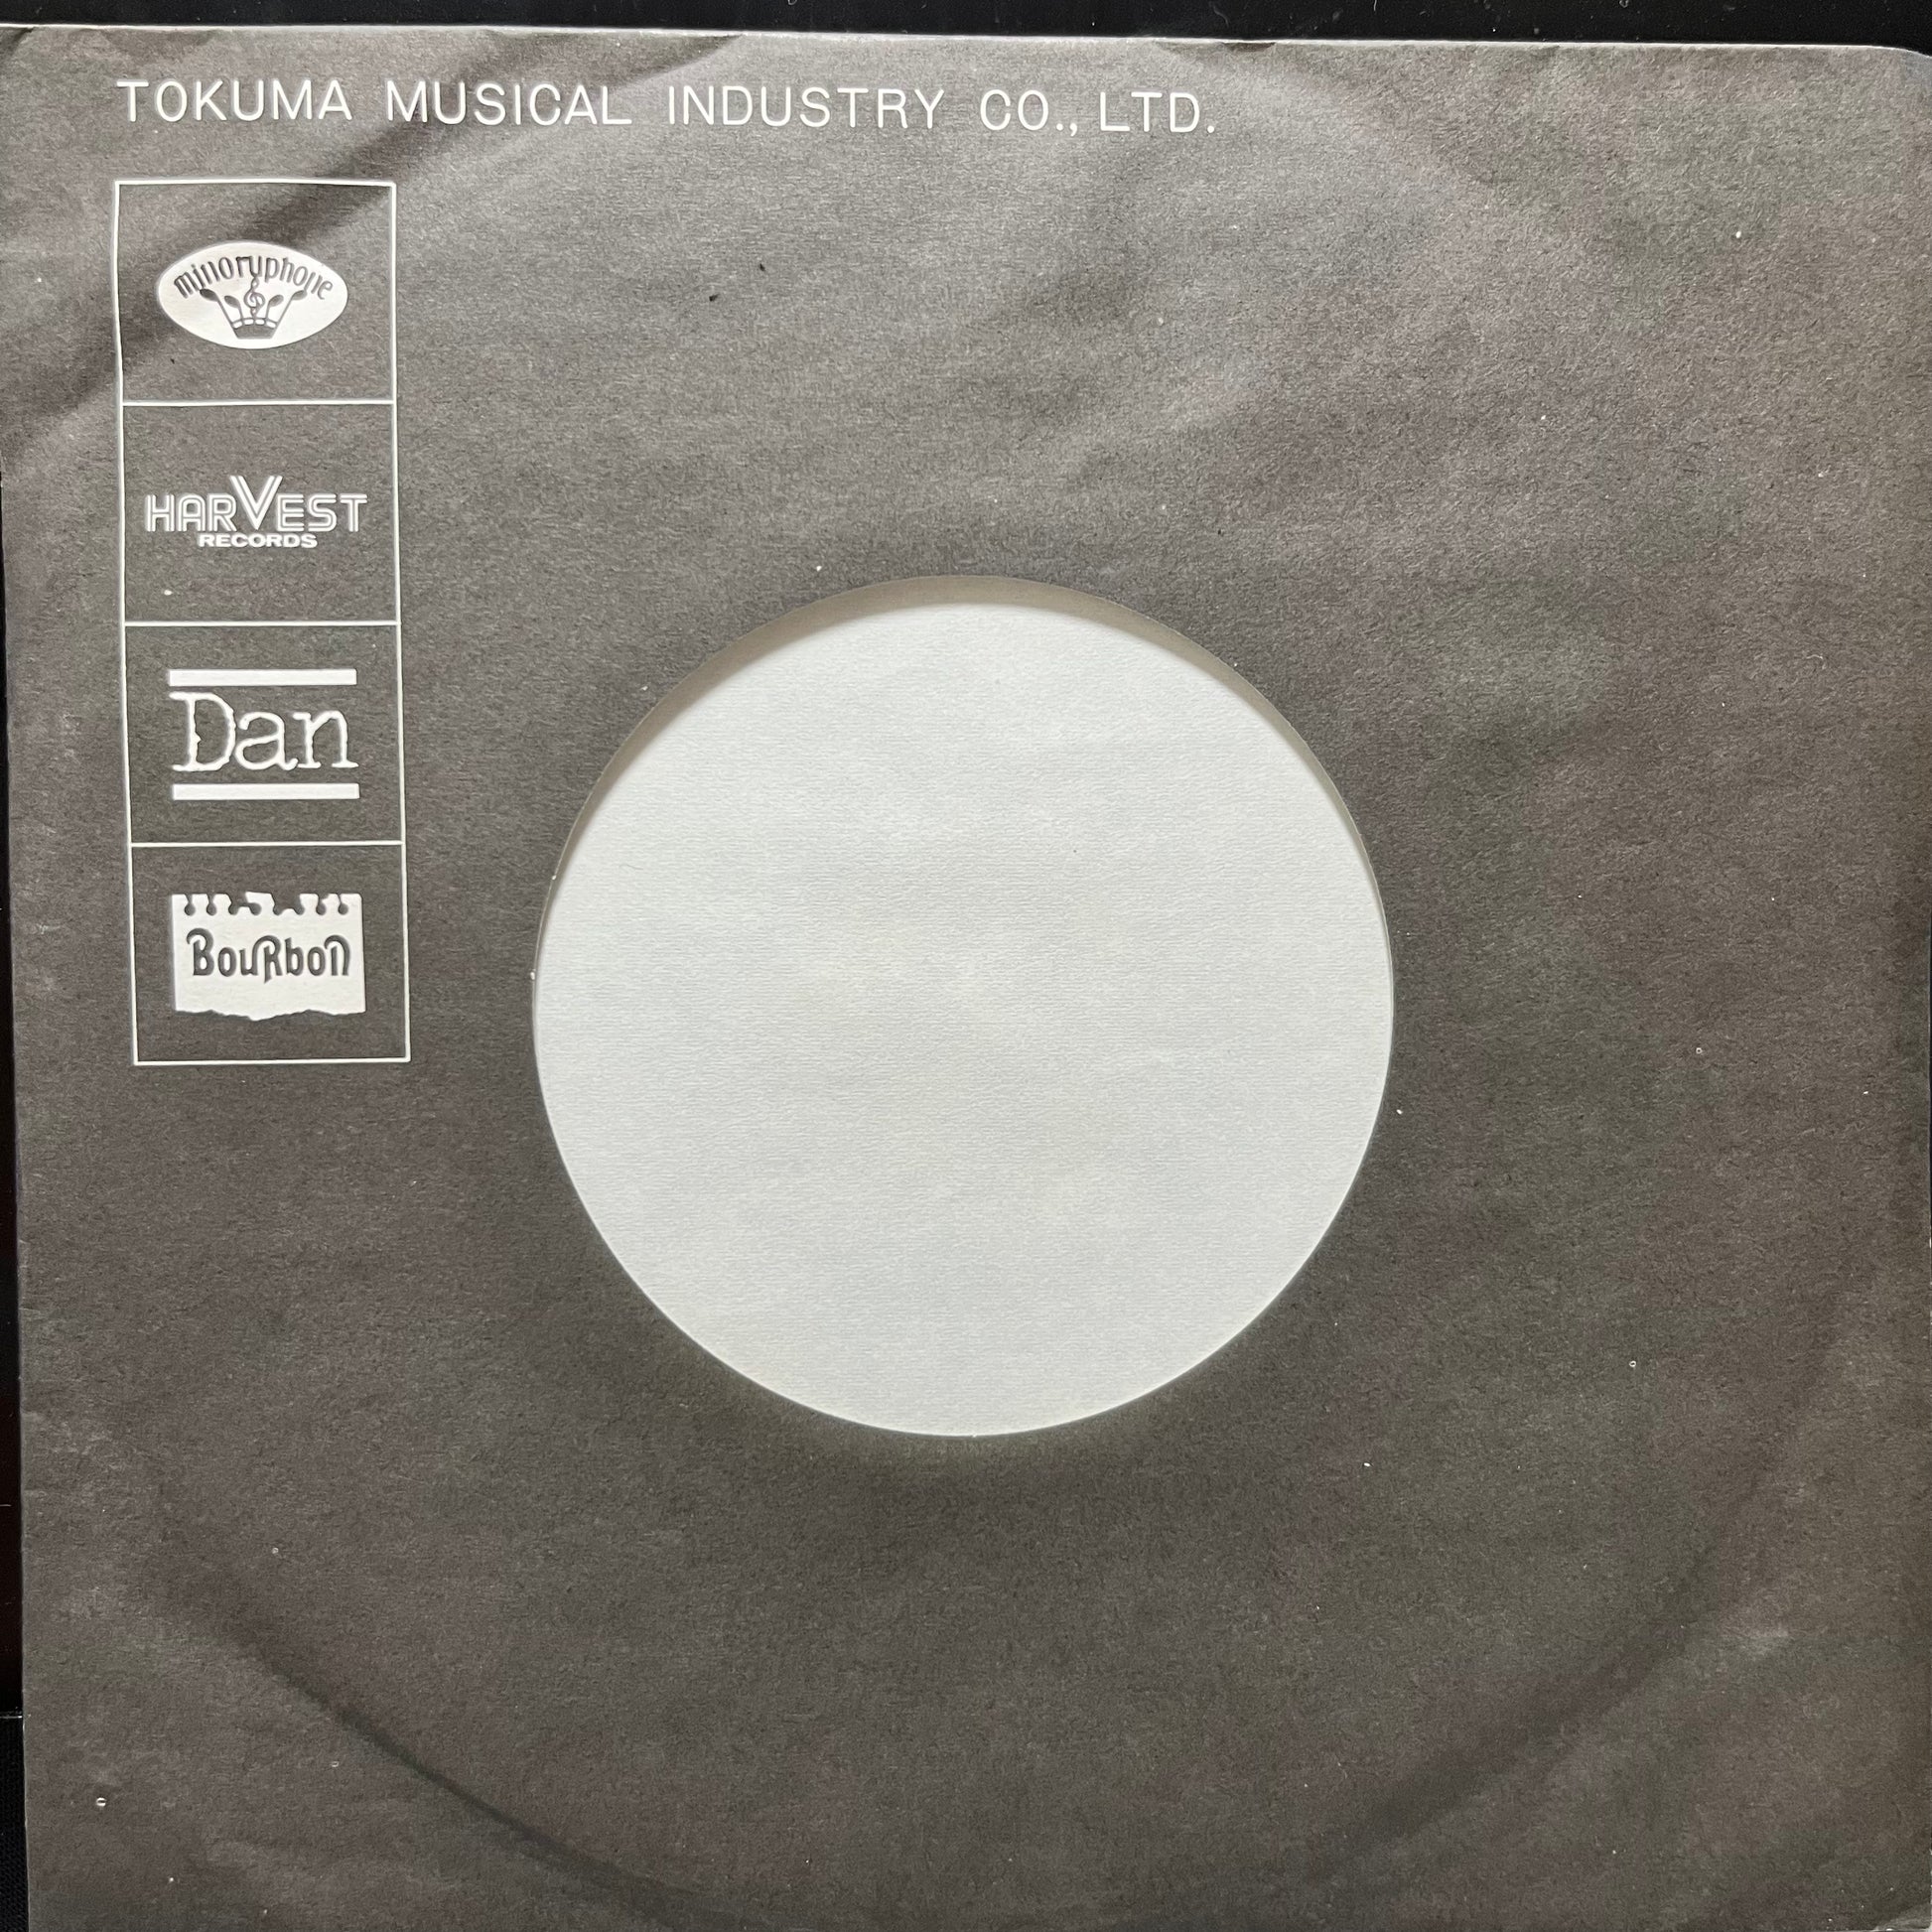 TOKUMA MUSICAL INDUSTRY CO., LTD.
minoruphone
HARVEST
RECORDS
Dan
BouRbon